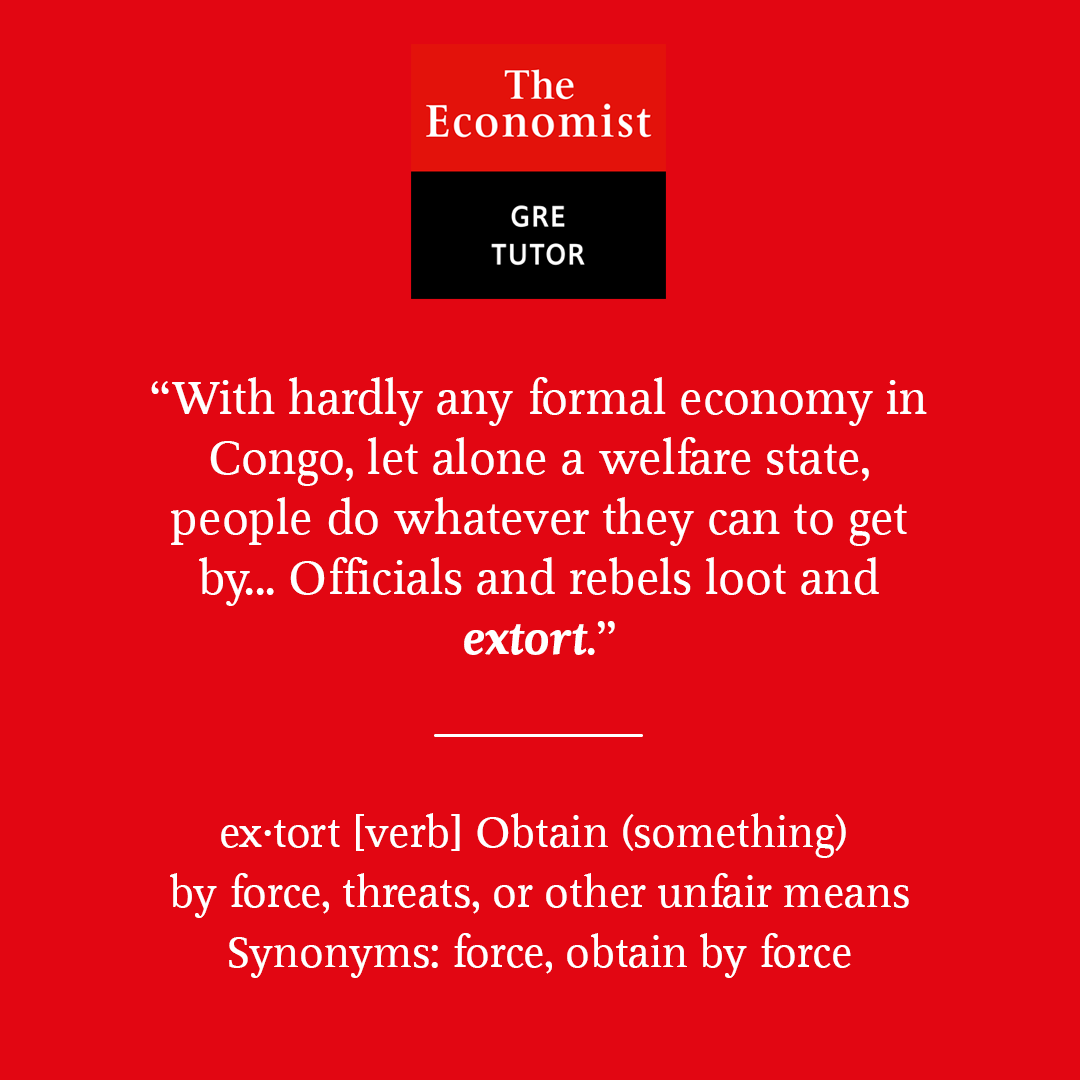 The
Economist
GRE
TUTOR
“With hardly any formal economy in
Congo, let alone a welfare state,
people do whatever they can to get
by... Officials and rebels loot and
extort.”
ex·tort [verb] Obtain (something)
by force, threats, or other unfair means
Synonyms: force, obtain by force